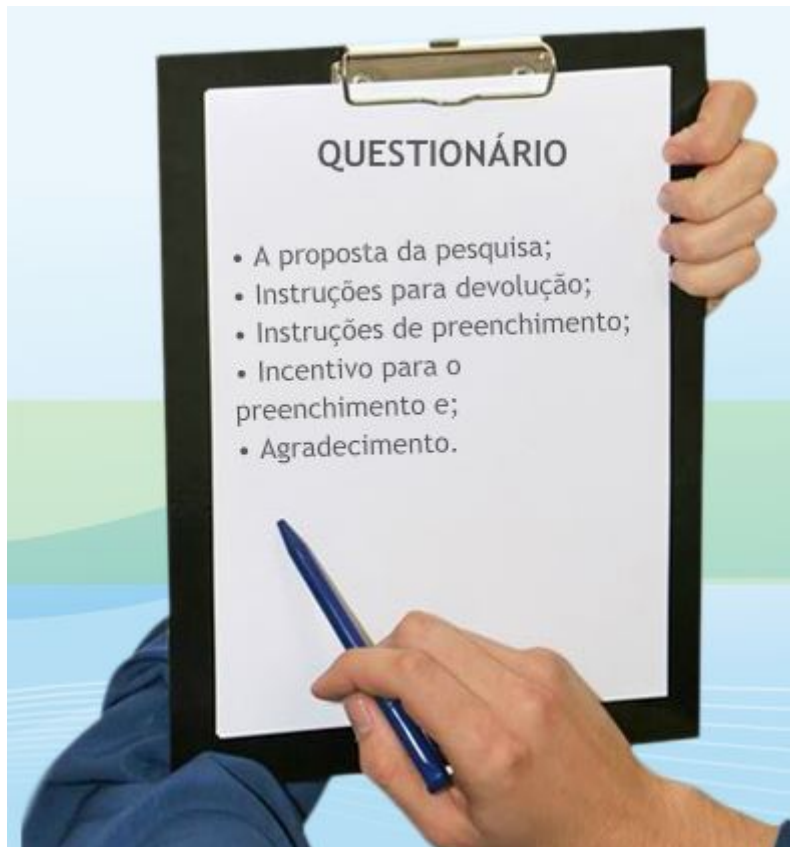 QUESTIONÁRIO
• A proposta da pesquisa;
• Instruções para devolução;
• Instruções de preenchimento;
• Incentivo para o
preenchimento e;
• Agradecimento.